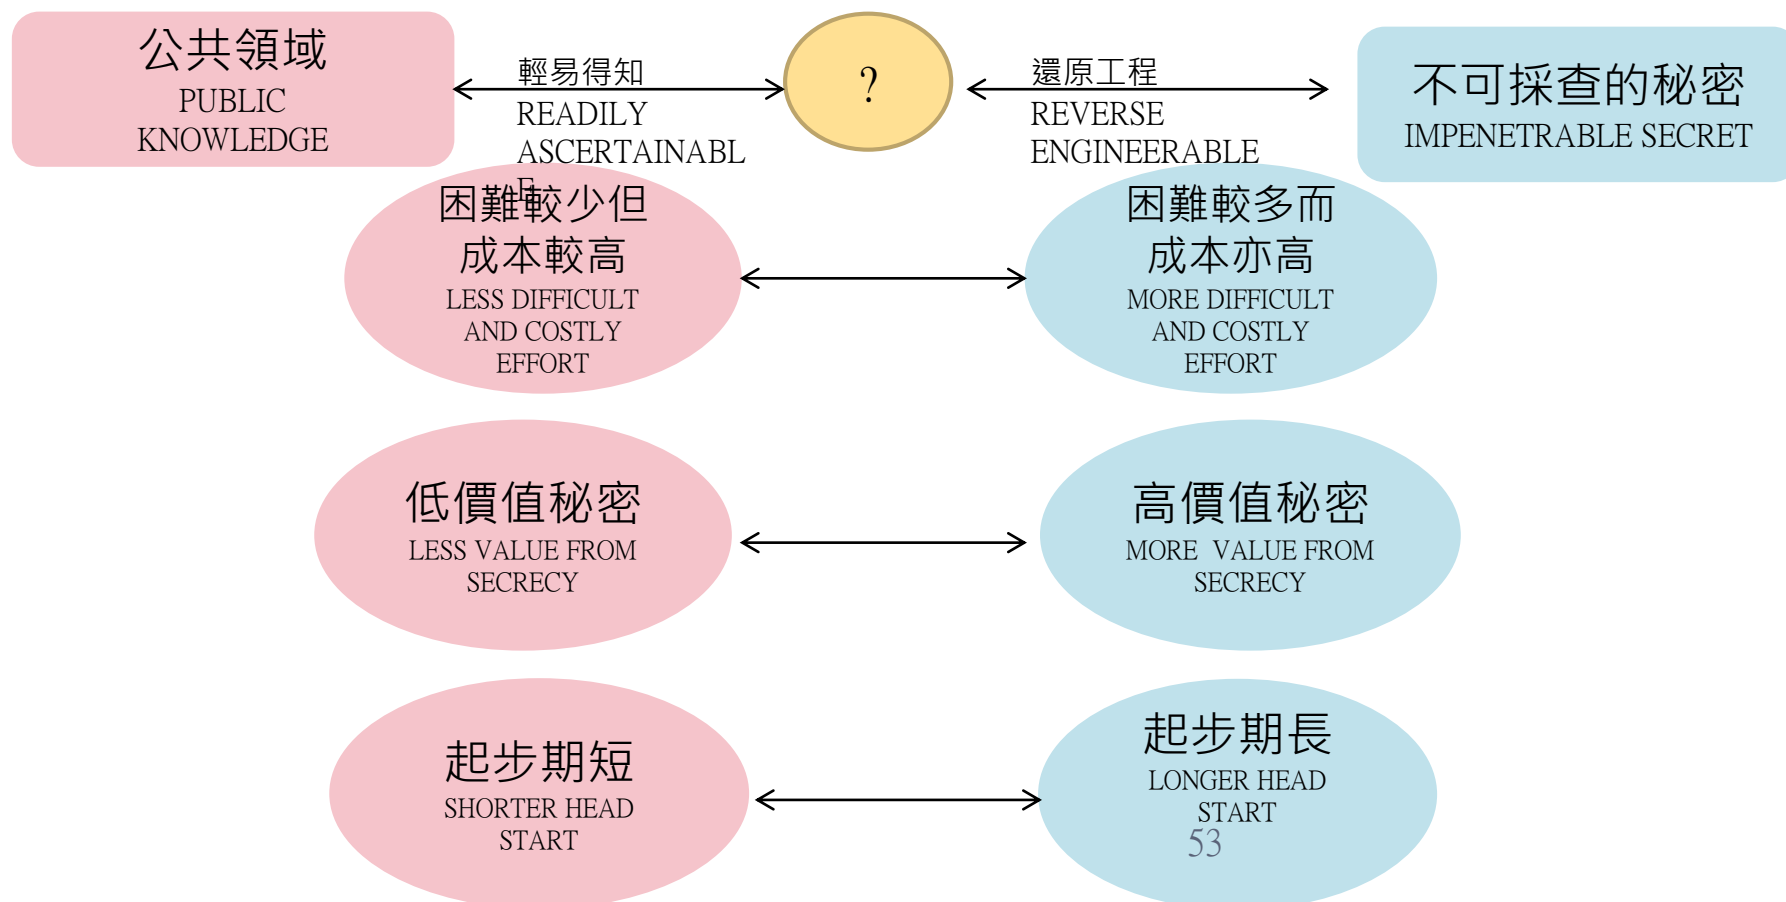 公共領域
PUBLIC
KNOWLEDGE
輕易得知
READILY
ASCERTAINABL
E
?
還原工程
REVERSE
ENGINEERABLE
不可採查的秘密
IMPENETRABLE SECRET
困難較少但
成本較高
LESS DIFFICULT
AND COSTLY
EFFORT
困難較多而
成本亦高
MORE DIFFICULT
AND COSTLY
EFFORT
低價值秘密
LESS VALUE FROM
SECRECY
高價值秘密
MORE VALUE FROM
SECRECY
起步期短
SHORTER HEAD
START
起步期長
LONGER HEAD
START
53